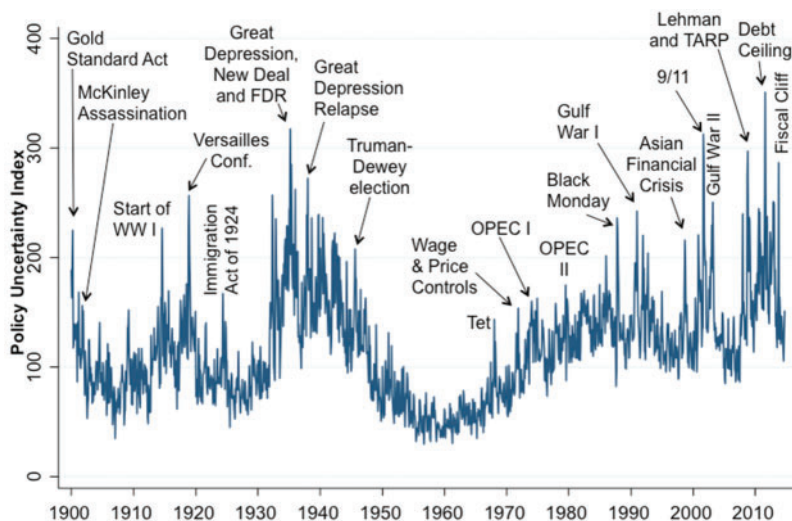 Policy Uncertainty Index
400
300
200
100
0
Gold
Standard Act
McKinley
Assassination
Start of
WW I
Versailles
Conf.
Immigration
Act of 1924
Great
Depression,
New Deal
and FDR
Great
Depression
Relapse
Truman-
Dewey
election
Wage
& Price
Controls
Tet
OPEC I
OPEC
II
Black
Monday
Gulf
War I
Asian
Financial
Crisis
9/11
Gulf War II
Lehman
and TARP
Debt
Ceiling
Fiscal Cliff
1900 1910 1920 1930 1940 1950 1960 1970 1980 1990 2000 2010